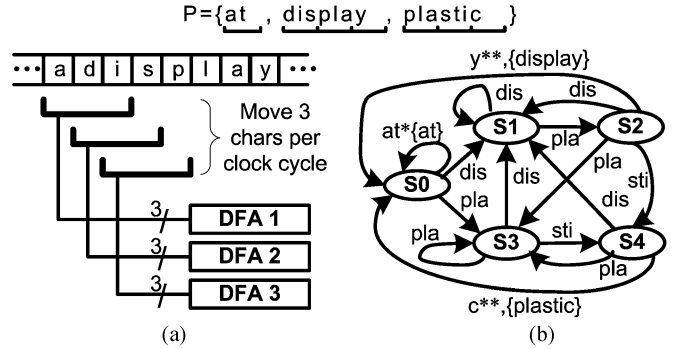 P={at , display , plastic }
··· a d i s p l a y ···
Move 3
chars per
clock cycle
3 DFA 1
3 DFA 2
3 DFA 3
(a)
y**,{display}
dis
dis
at*{at}
S1
pla
S2
S0
dis
pla
sti
pla
dis
dis
pla
S3
sti
S4
pla
c**,{plastic}
(b)